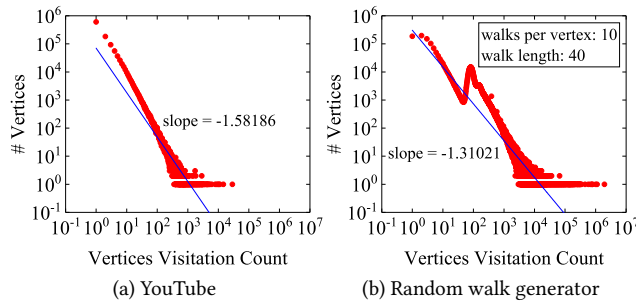 10^6
10^5
10^4
10^3
10^2
10^1
10^0
10^-1
# Vertices
slope = -1.58186
10^-1 10^0 10^1 10^2 10^3 10^4 10^5 10^6 10^7
Vertices Visitation Count
(a) YouTube
10^6
10^5
10^4
10^3
10^2
10^1
10^0
10^-1
# Vertices
walks per vertex: 10
walk length: 40
slope = -1.31021
10^-1 10^0 10^1 10^2 10^3 10^4 10^5 10^6 10^7
Vertices Visitation Count
(b) Random walk generator